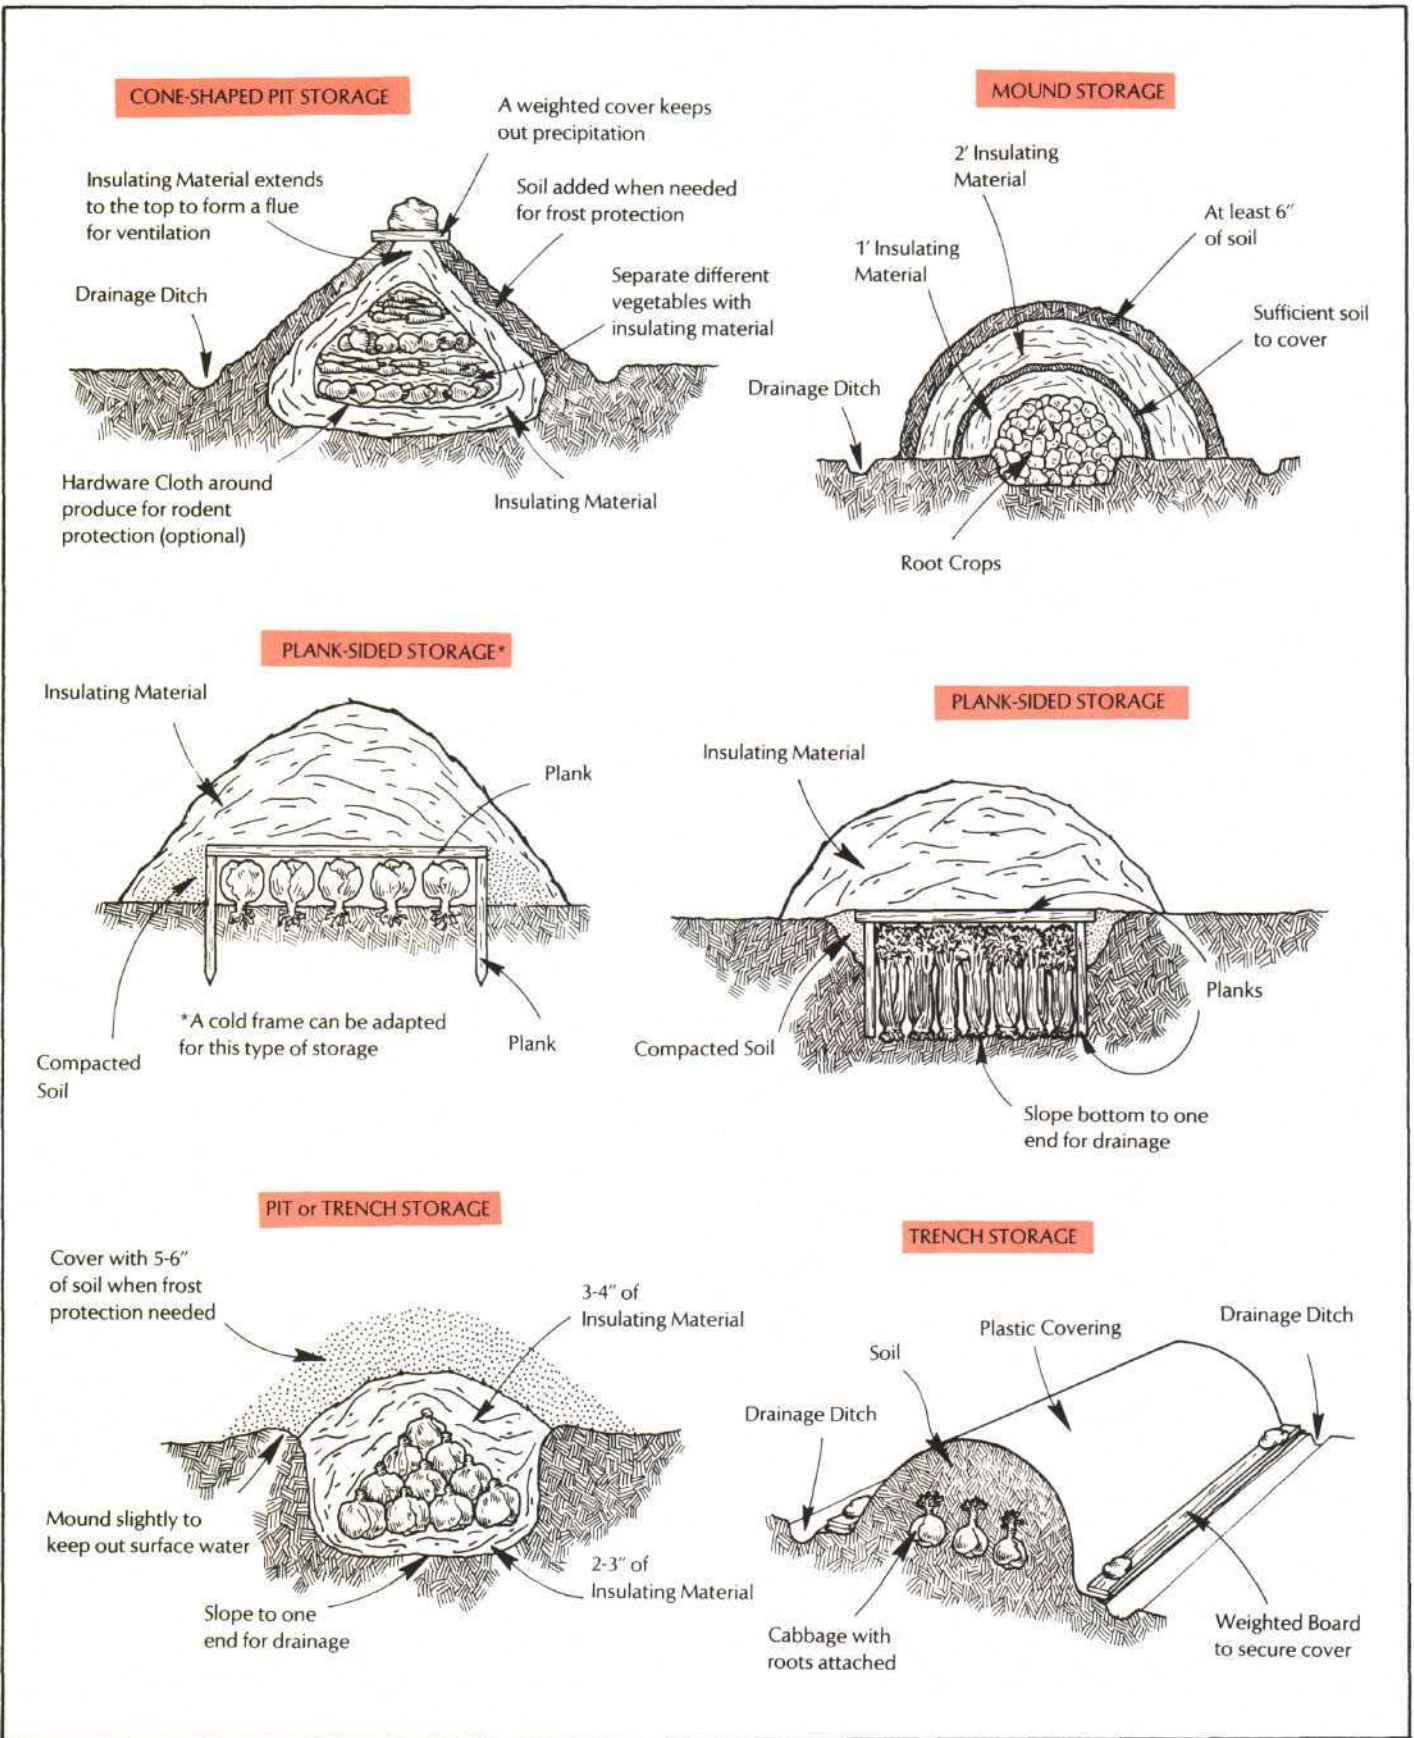 CONE-SHAPED PIT STORAGE
A weighted cover keeps
out precipitation
Insulating Material extends
to the top to form a flue
for ventilation
Soil added when needed
for frost protection
Drainage Ditch
Separate different
vegetables with
insulating material
Hardware Cloth around
produce for rodent
protection (optional)
Insulating Material
MOUND STORAGE
2' Insulating
Material
At least 6"
of soil
1' Insulating
Material
Sufficient soil
to cover
Drainage Ditch
Root Crops
PLANK-SIDED STORAGE*
Insulating Material
Plank
*A cold frame can be adapted
for this type of storage
Plank
Compacted
Soil
PLANK-SIDED STORAGE
Insulating Material
Planks
Compacted Soil
Slope bottom to one
end for drainage
PIT or TRENCH STORAGE
Cover with 5-6"
of soil when frost
protection needed
3-4" of
Insulating Material
Mound slightly to
keep out surface water
2-3" of
Insulating Material
Slope to one
end for drainage
TRENCH STORAGE
Drainage Ditch
Plastic Covering
Soil
Drainage Ditch
Cabbage with
roots attached
Weighted Board
to secure cover